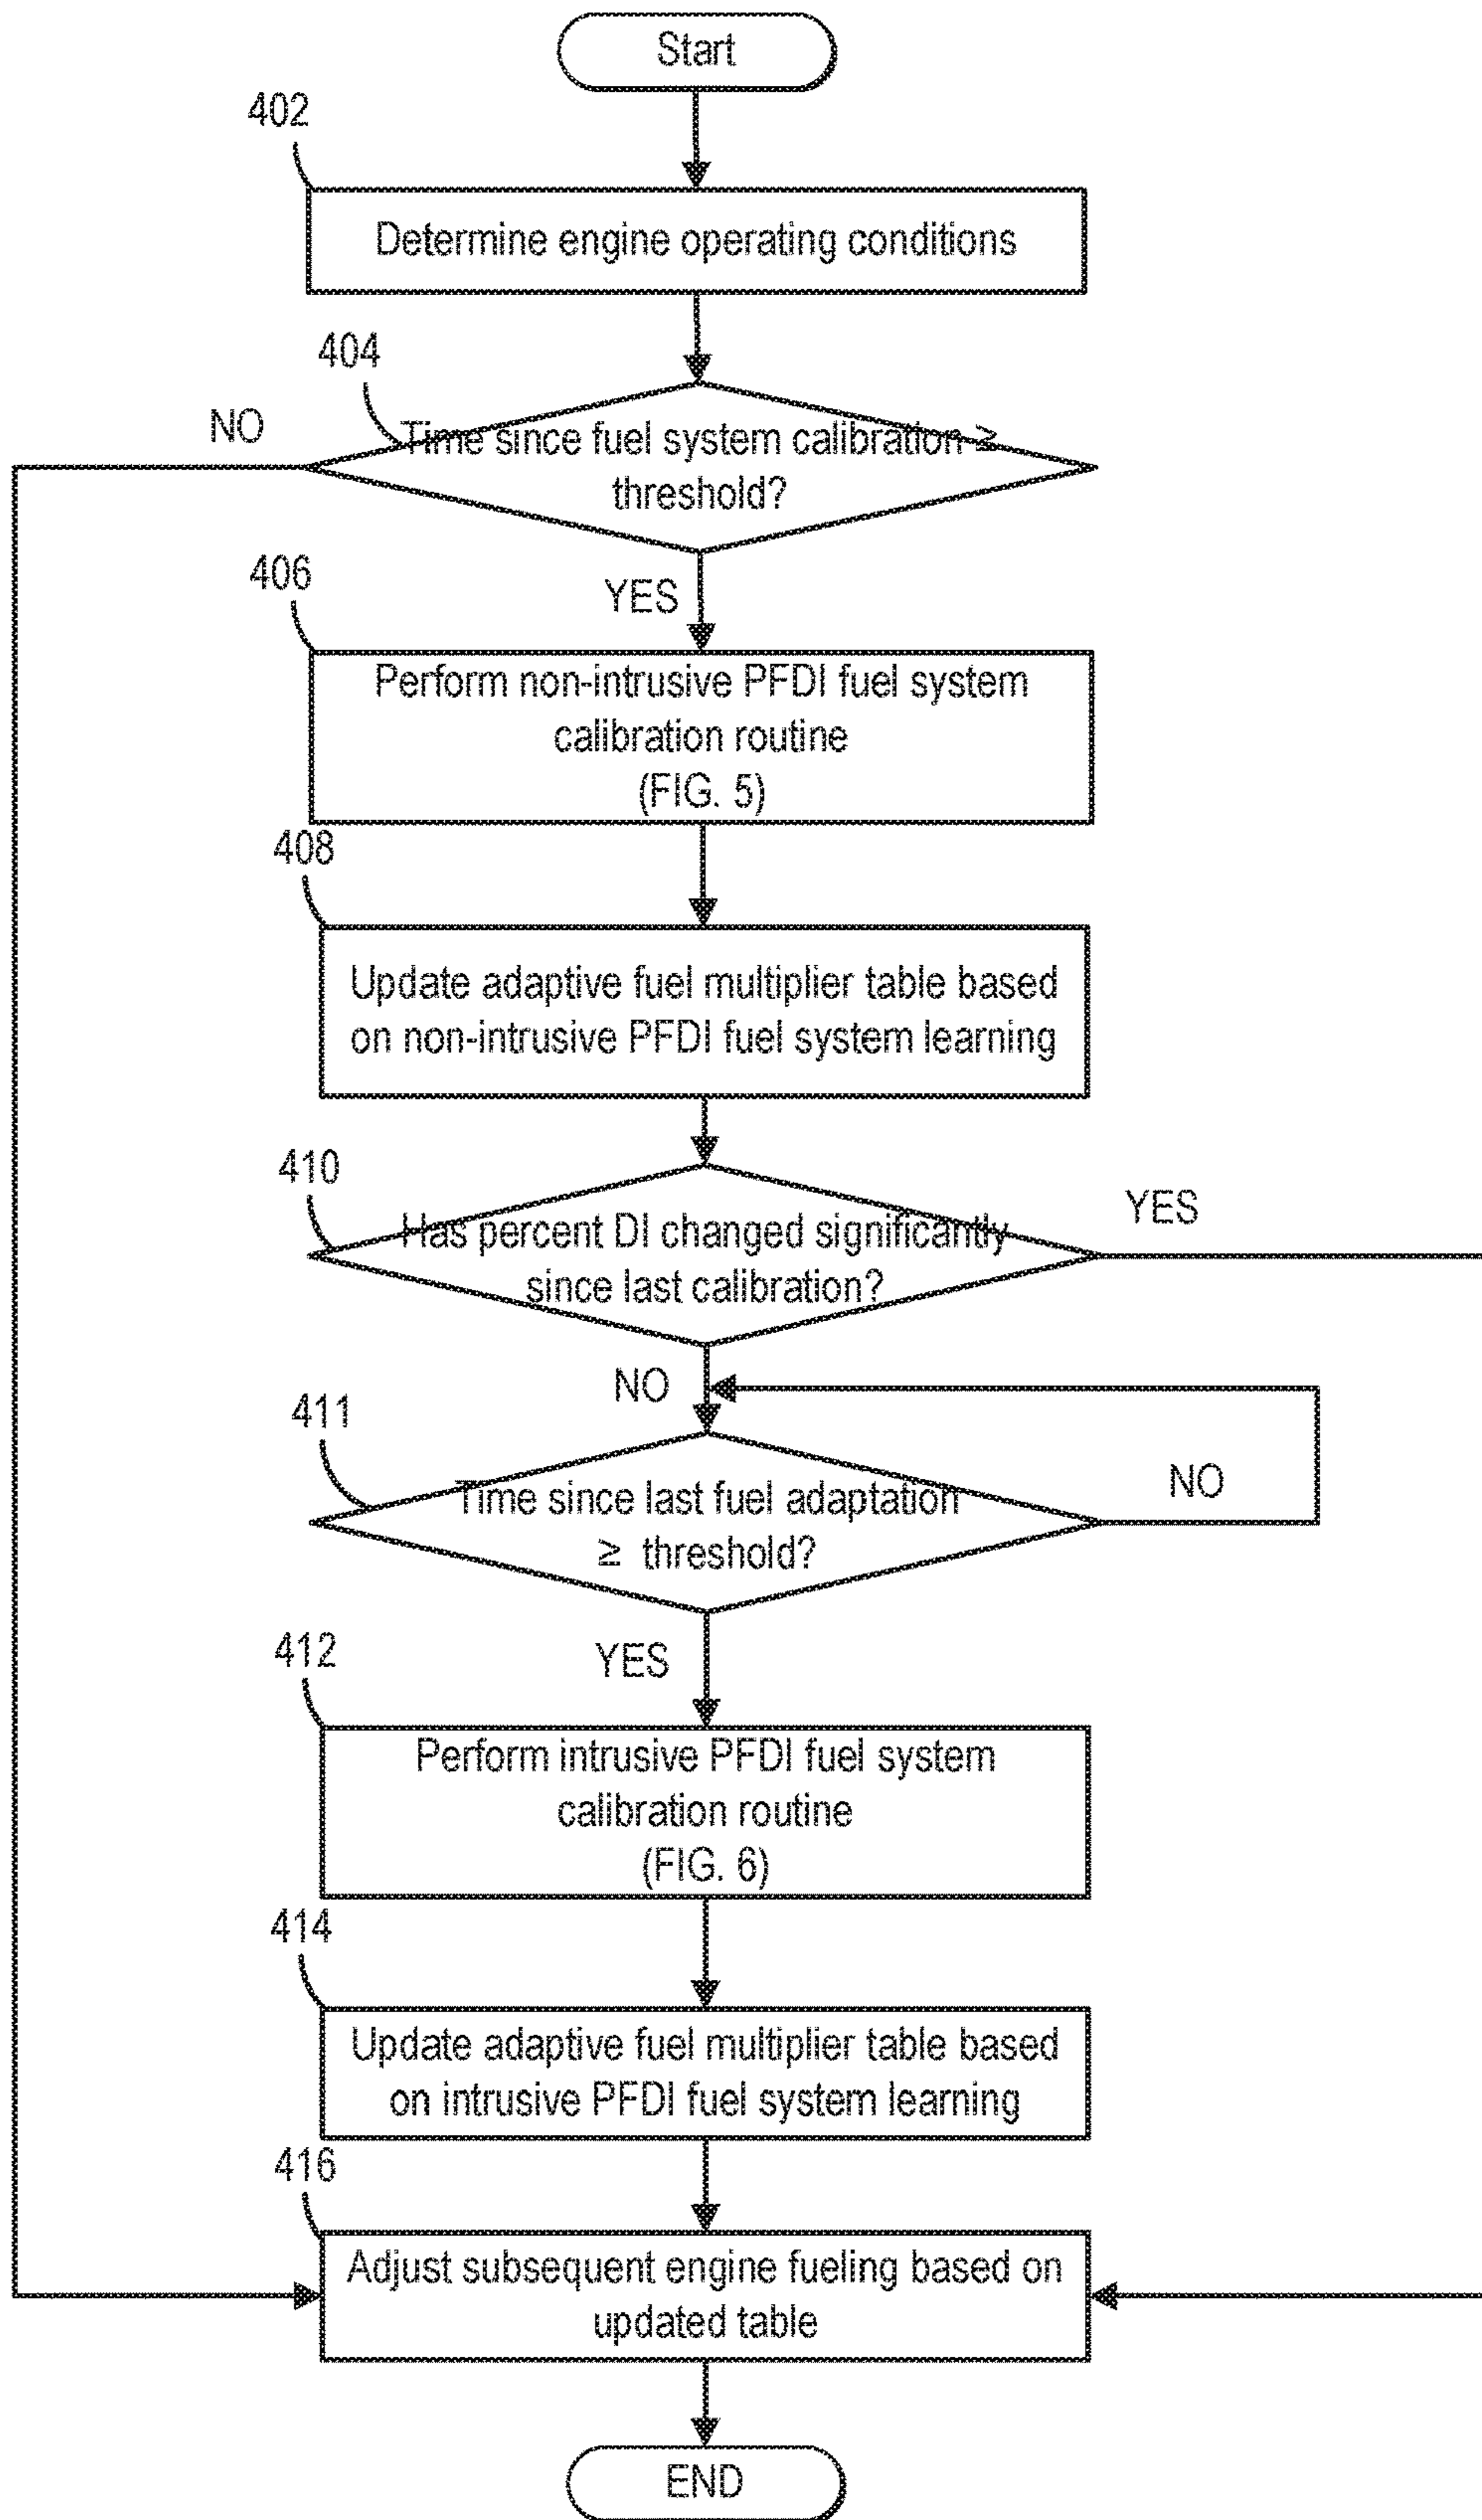 Start
402
Determine engine operating conditions
404
NO
Time since fuel system calibration ≥
threshold?
YES
406
Perform non-intrusive PFDI fuel system
calibration routine
(FIG. 5)
408
Update adaptive fuel multiplier table based
on non-intrusive PFDI fuel system learning
410
YES
Has percent DI changed significantly
since last calibration?
NO
411
NO
Time since last fuel adaptation
≥ threshold?
YES
412
Perform intrusive PFDI fuel system
calibration routine
(FIG. 6)
414
Update adaptive fuel multiplier table based
on intrusive PFDI fuel system learning
416
Adjust subsequent engine fueling based on
updated table
END